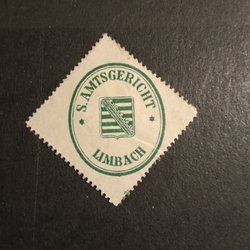 * S. AMTSGERICHT *
LIMBACH